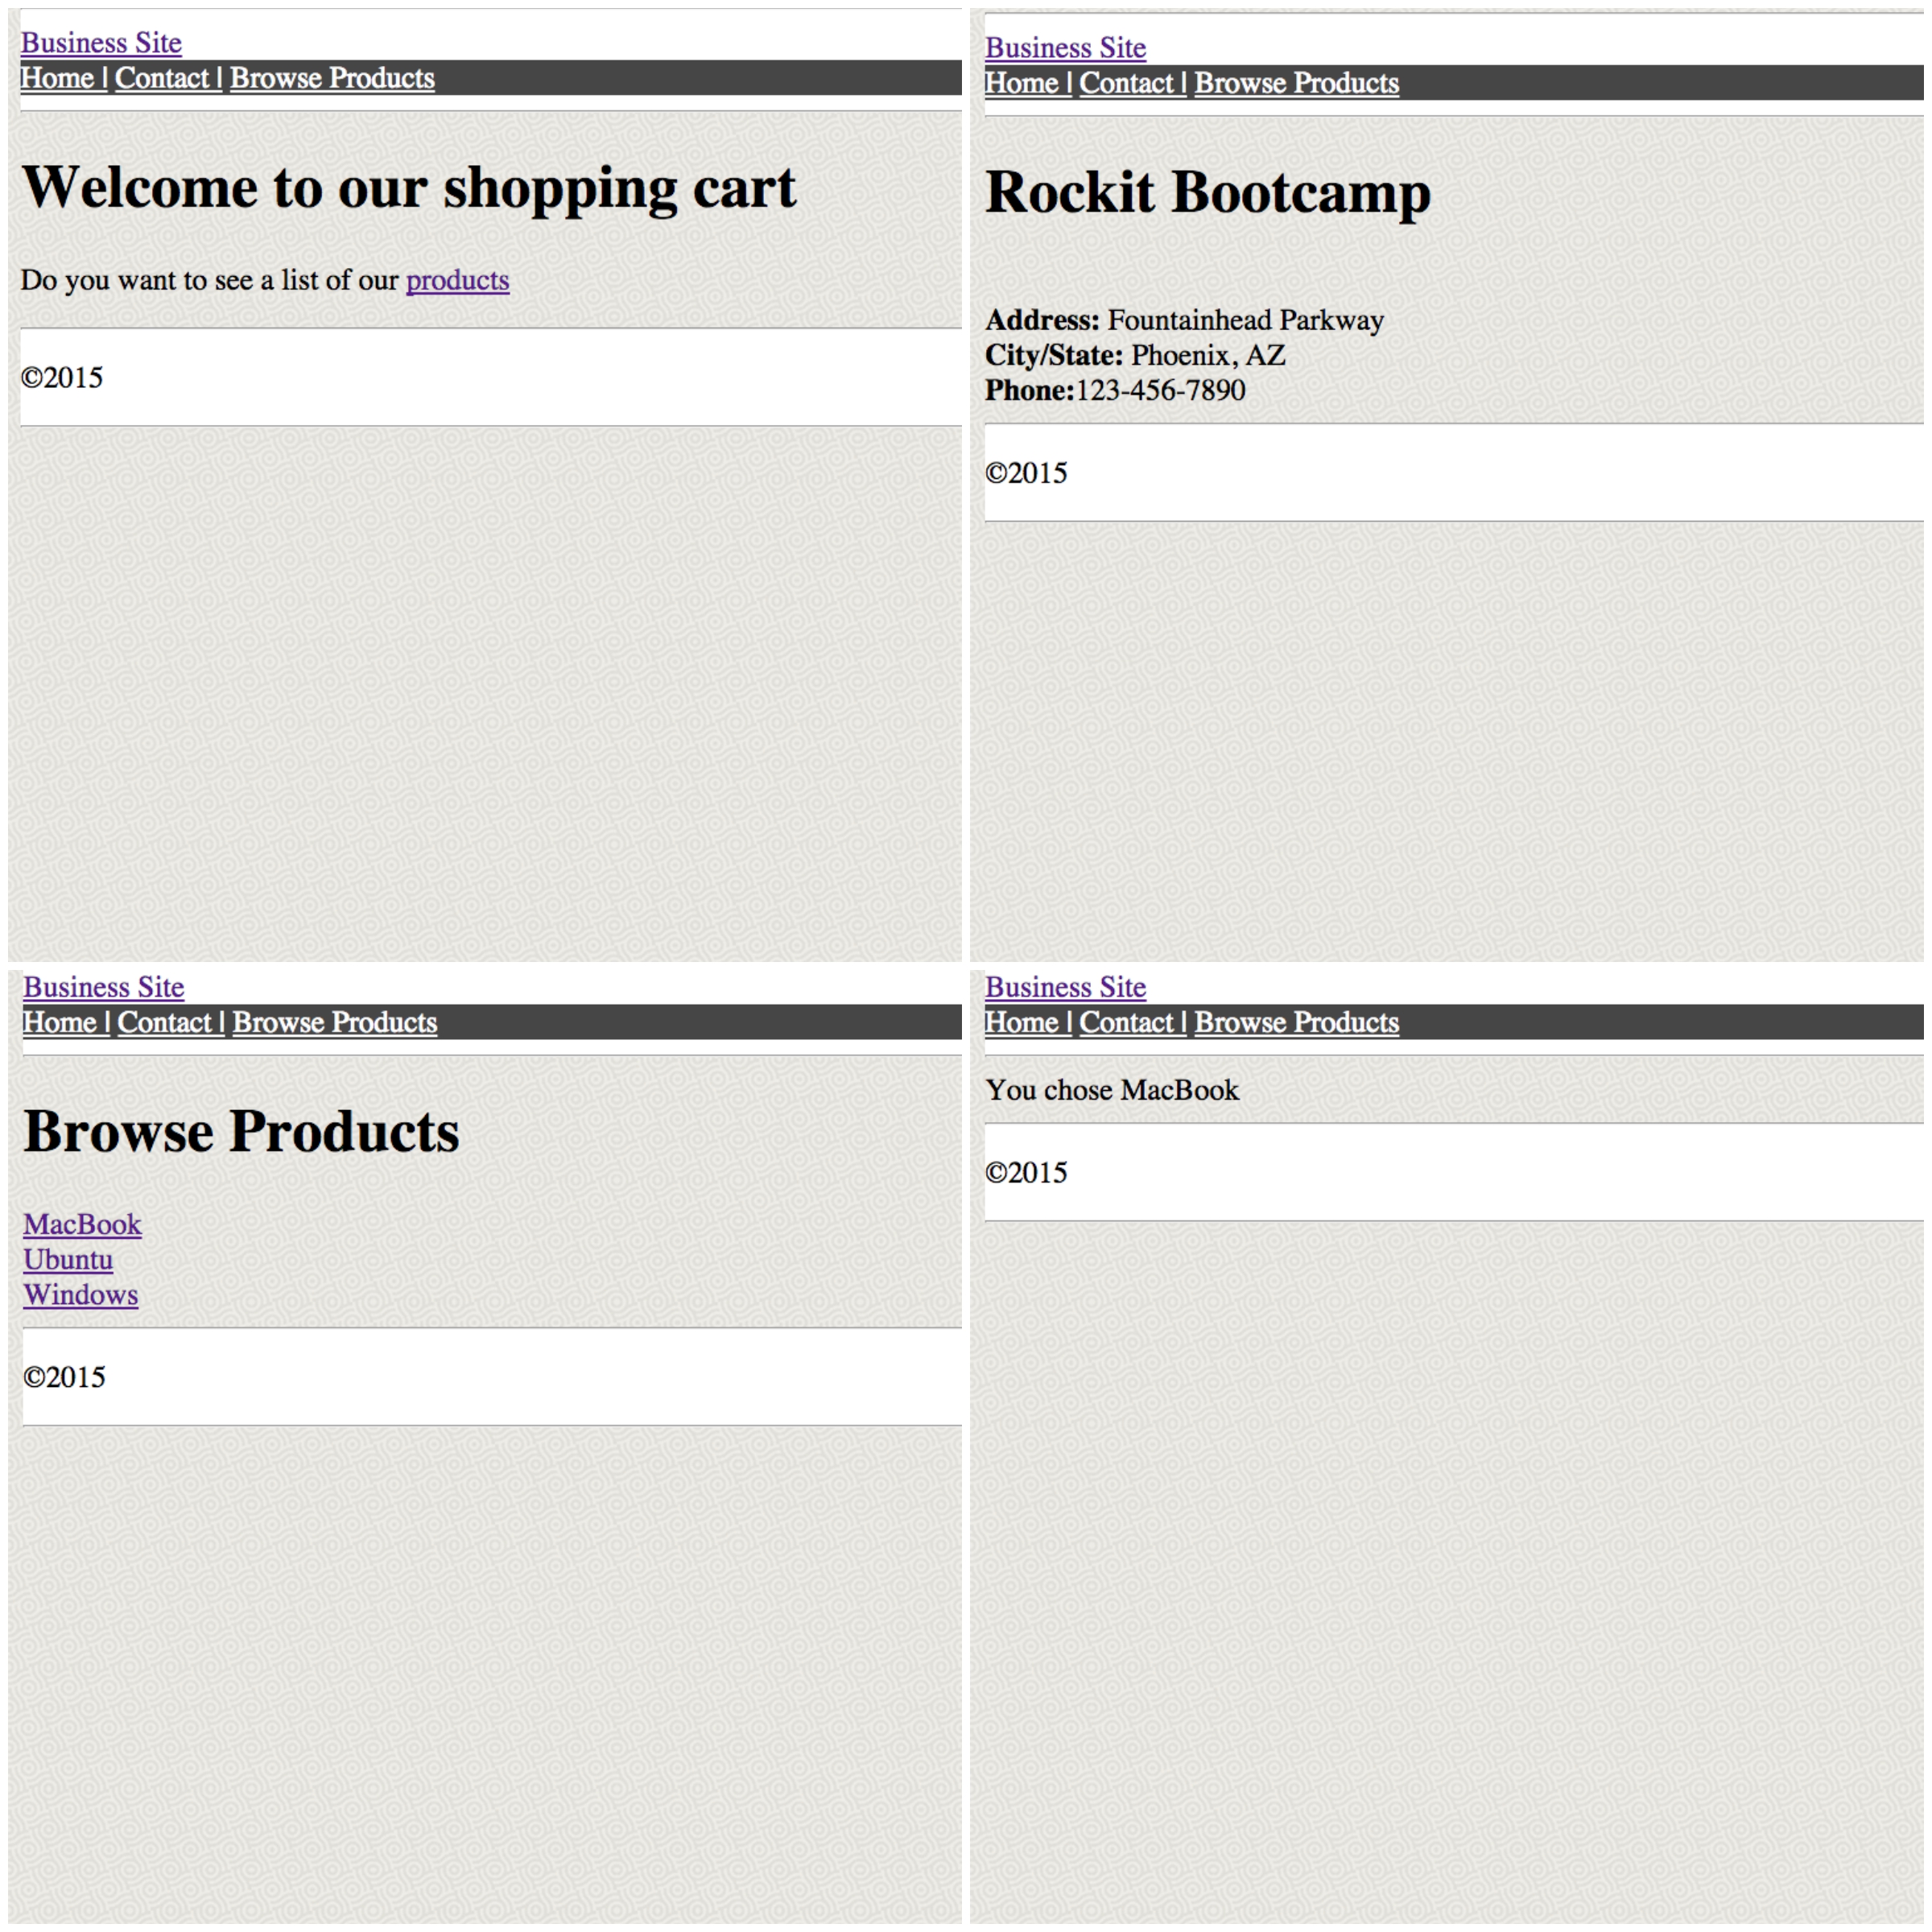 Business Site
Home | Contact | Browse Products
Welcome to our shopping cart
Do you want to see a list of our products
©2015
Business Site
Home | Contact | Browse Products
Rockit Bootcamp
Address: Fountainhead Parkway
City/State: Phoenix, AZ
Phone:123-456-7890
©2015
Business Site
Home | Contact | Browse Products
Browse Products
MacBook
Ubuntu
Windows
©2015
Business Site
Home | Contact | Browse Products
You chose MacBook
©2015